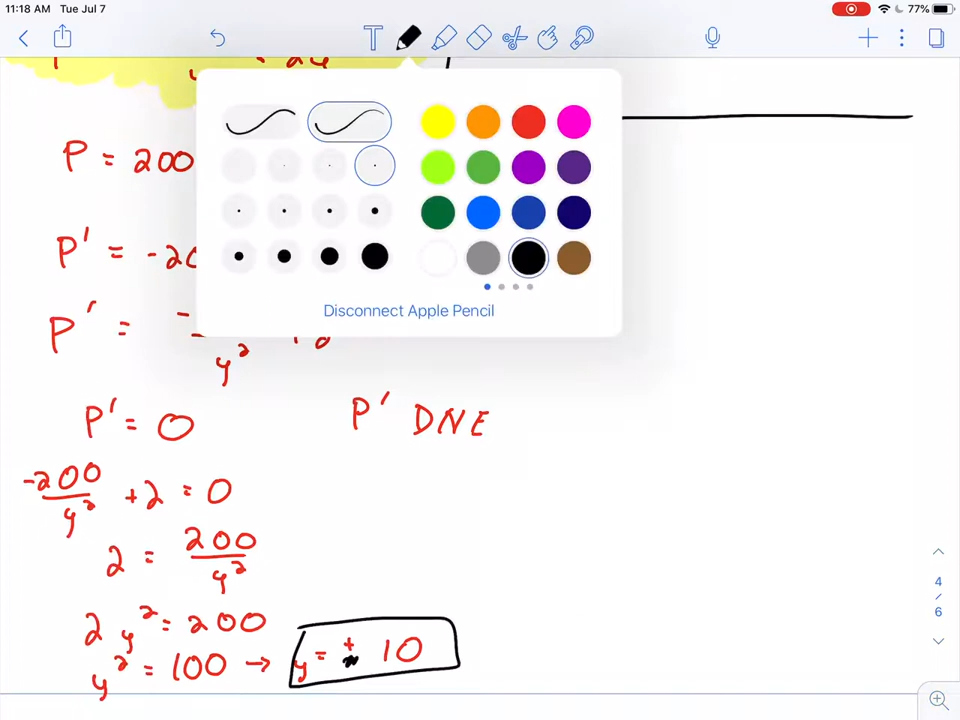 11:18 AM Tue Jul 7
77%
T
P = 200
P' = -20
P' =
y²
P' = 0
P' DNE
-200/y² + 2 = 0
2 = 200/y²
2y² = 200
y² = 100 → y = ± 10
Disconnect Apple Pencil
4
/
6